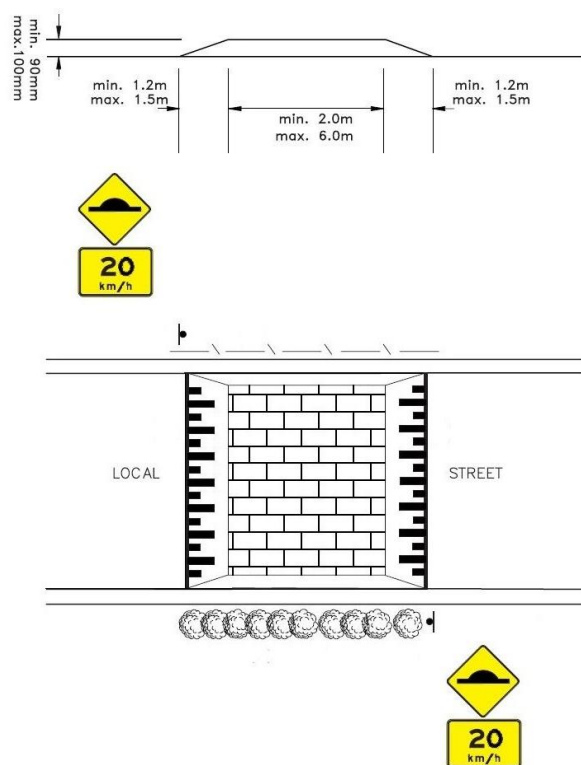 min. 90mm
max.100mm
min. 1.2m
max. 1.5m
min. 2.0m
max. 6.0m
min. 1.2m
max. 1.5m
20
km/h
LOCAL
STREET
20
km/h